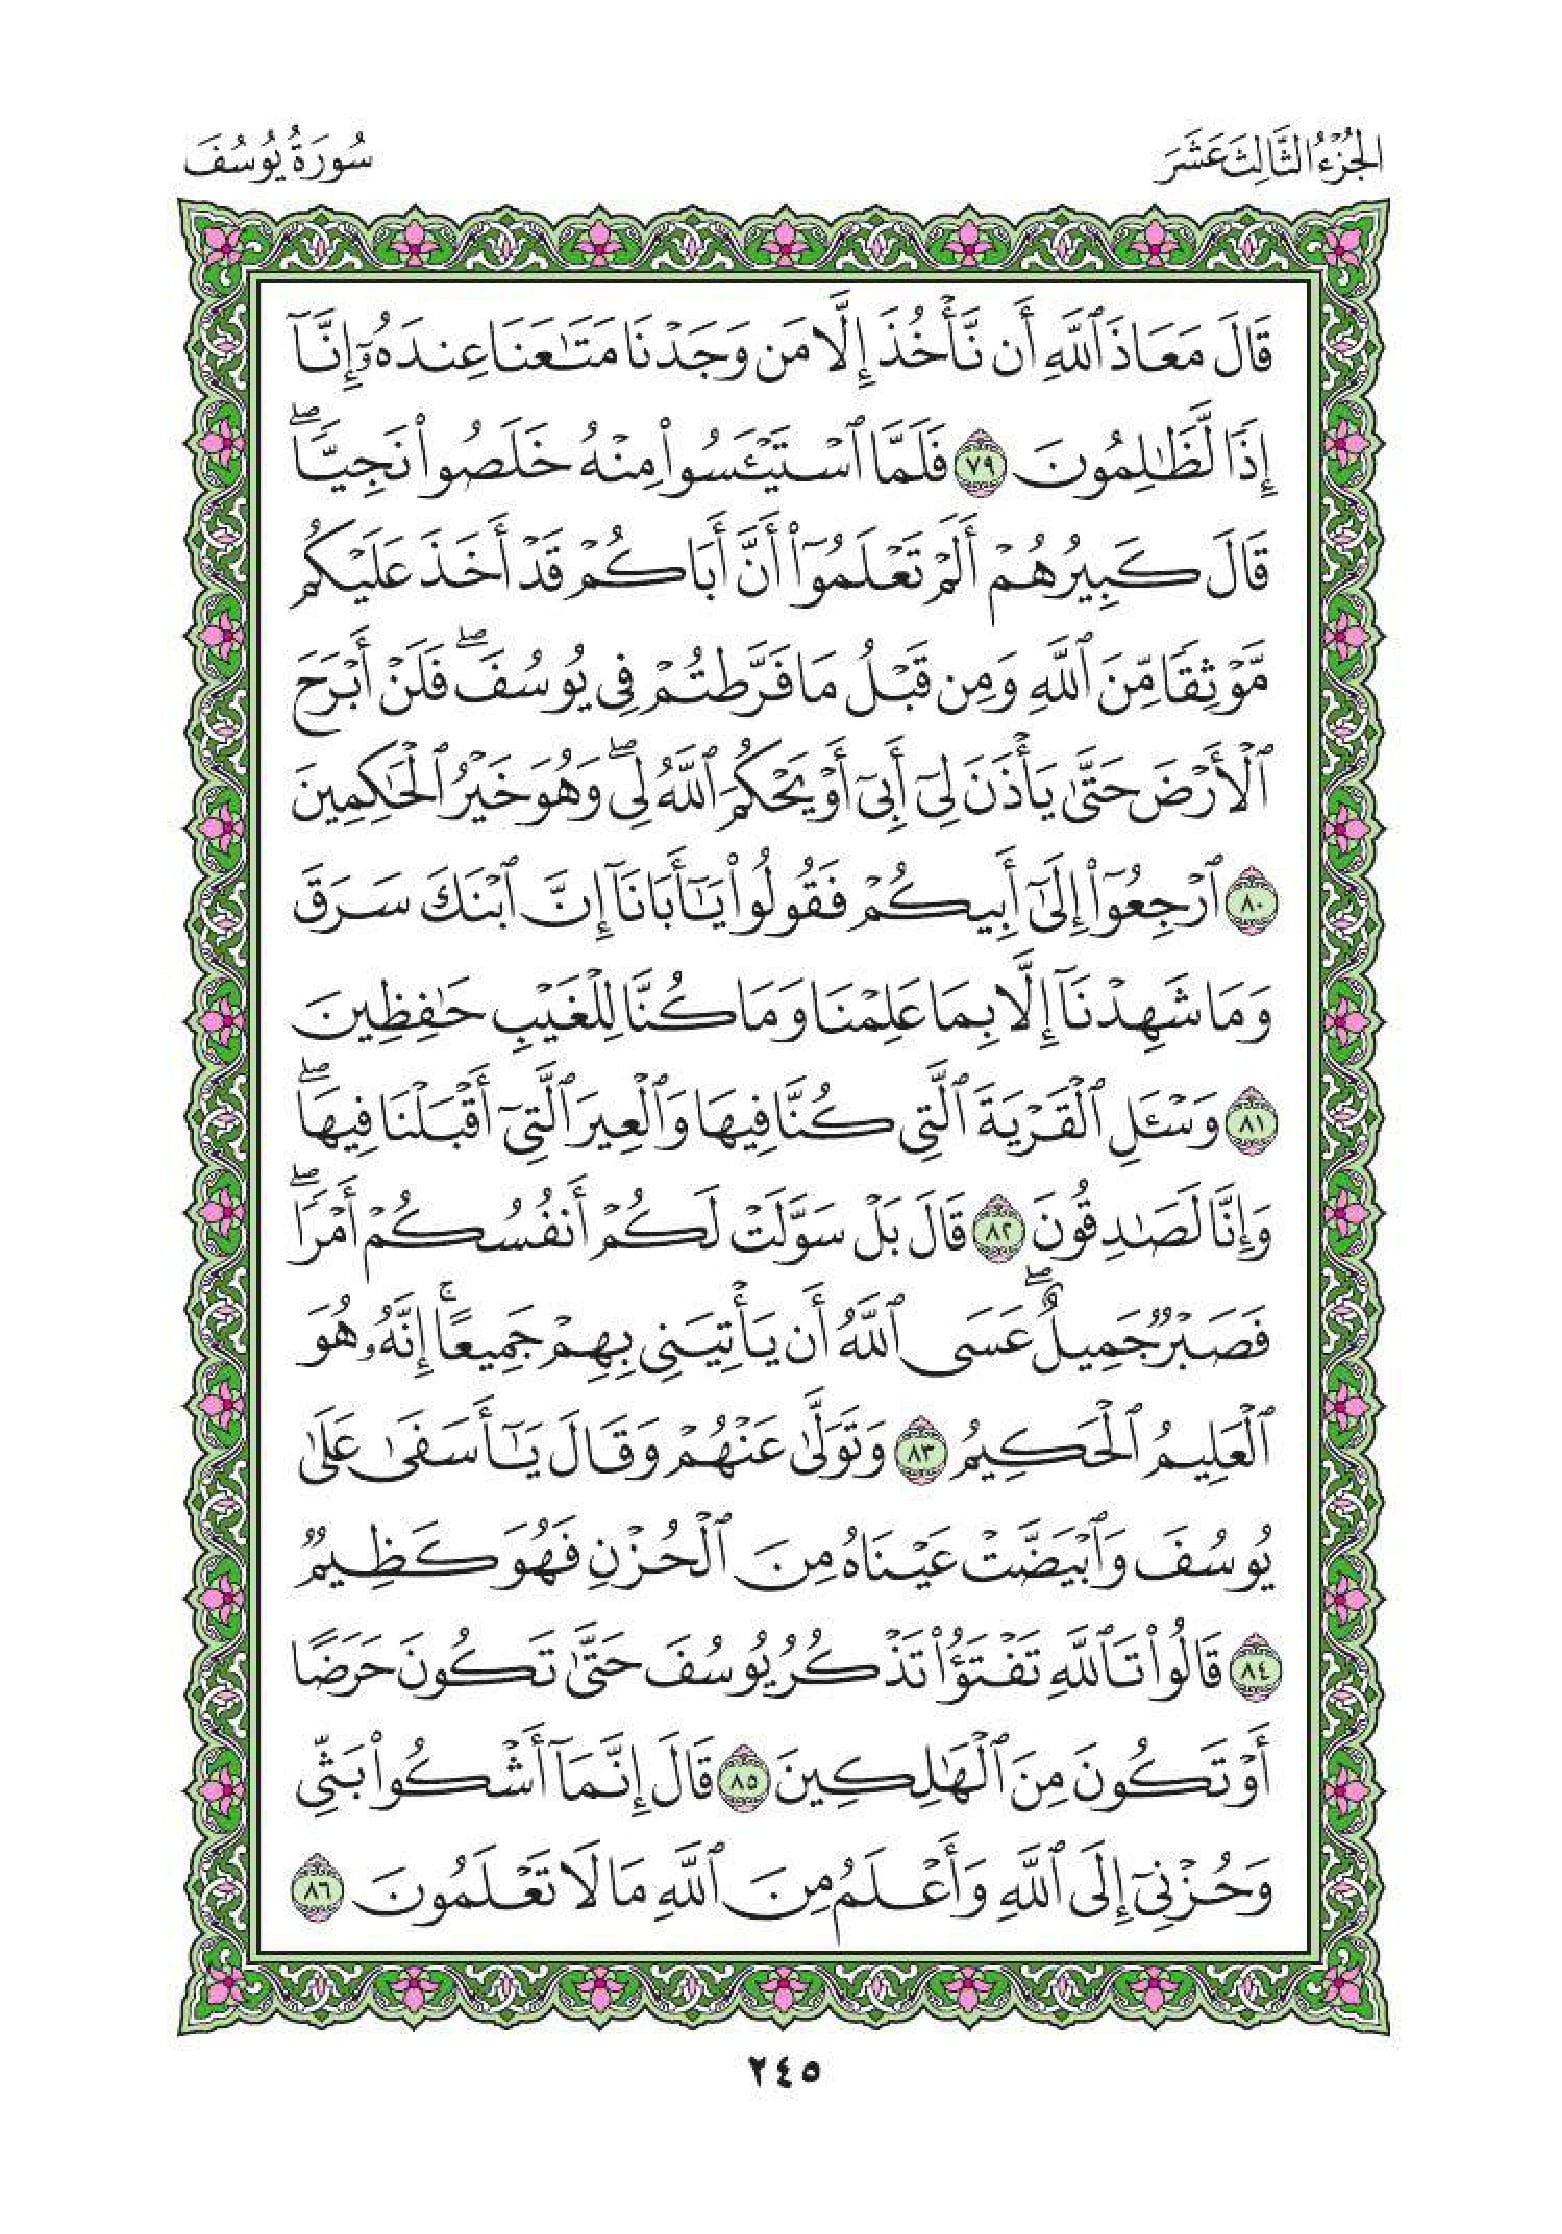 الجُزْءُ الثَّالِثَ عَشَرَ
سُورَةُ يُوسُفَ
قَالَ مَعَاذَ ٱللَّهِ أَن نَّأۡخُذَ إِلَّا مَن وَجَدۡنَا مَتَٰعَنَا عِندَهُۥٓ إِنَّآ
إِذًا لَّظَٰلِمُونَ ٧٩ فَلَمَّا ٱسۡتَيۡـَٔسُواْ مِنۡهُ خَلَصُواْ نَجِيًّاۖ
قَالَ كَبِيرُهُمۡ أَلَمۡ تَعۡلَمُوٓاْ أَنَّ أَبَاكُمۡ قَدۡ أَخَذَ عَلَيۡكُم
مَّوۡثِقًا مِّنَ ٱللَّهِ وَمِن قَبۡلُ مَا فَرَّطتُمۡ فِي يُوسُفَۖ فَلَنۡ أَبۡرَحَ
ٱلۡأَرۡضَ حَتَّىٰ يَأۡذَنَ لِيٓ أَبِيٓ أَوۡ يَحۡكُمَ ٱللَّهُ لِيۖ وَهُوَ خَيۡرُ ٱلۡحَٰكِمِينَ
٨٠ ٱرۡجِعُوٓاْ إِلَىٰٓ أَبِيكُمۡ فَقُولُواْ يَٰٓأَبَانَآ إِنَّ ٱبۡنَكَ سَرَقَ
وَمَا شَهِدۡنَآ إِلَّا بِمَا عَلِمۡنَا وَمَا كُنَّا لِلۡغَيۡبِ حَٰفِظِينَ
٨١ وَسۡـَٔلِ ٱلۡقَرۡيَةَ ٱلَّتِي كُنَّا فِيهَا وَٱلۡعِيرَ ٱلَّتِيٓ أَقۡبَلۡنَا فِيهَاۖ
وَإِنَّا لَصَٰدِقُونَ ٨٢ قَالَ بَلۡ سَوَّلَتۡ لَكُمۡ أَنفُسُكُمۡ أَمۡرًاۖ
فَصَبۡرٌ جَمِيلٌۖ عَسَى ٱللَّهُ أَن يَأۡتِيَنِي بِهِمۡ جَمِيعًاۚ إِنَّهُۥ هُوَ
ٱلۡعَلِيمُ ٱلۡحَكِيمُ ٨٣ وَتَوَلَّىٰ عَنۡهُمۡ وَقَالَ يَٰٓأَسَفَىٰ عَلَىٰ
يُوسُفَ وَٱبۡيَضَّتۡ عَيۡنَاهُ مِنَ ٱلۡحُزۡنِ فَهُوَ كَظِيمٌ
٨٤ قَالُواْ تَٱللَّهِ تَفۡتَؤُاْ تَذۡكُرُ يُوسُفَ حَتَّىٰ تَكُونَ حَرَضًا
أَوۡ تَكُونَ مِنَ ٱلۡهَٰلِكِينَ ٨٥ قَالَ إِنَّمَآ أَشۡكُواْ بَثِّي
وَحُزۡنِيٓ إِلَى ٱللَّهِ وَأَعۡلَمُ مِنَ ٱللَّهِ مَا لَا تَعۡلَمُونَ ٨٦
٢٤٥